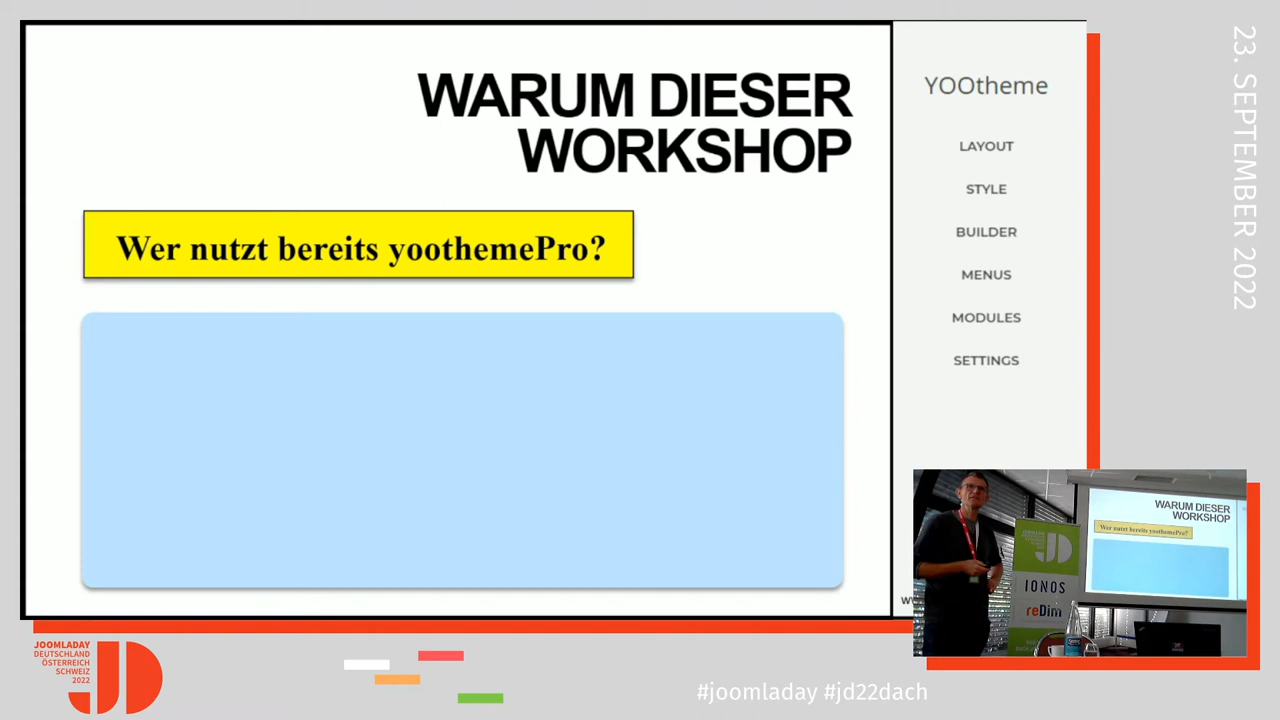 WARUM DIESER
WORKSHOP
Wer nutzt bereits yoothemePro?
YOOtheme
LAYOUT
STYLE
BUILDER
MENUS
MODULES
SETTINGS
23. SEPTEMBER 2022
WARUM DIESER
WORKSHOP
Wer nutzt bereits yoothemePro?
IONOS
reDim
JOOMLADAY
DEUTSCHLAND
ÖSTERREICH
SCHWEIZ
2022
JD
#joomladay #jd22dach